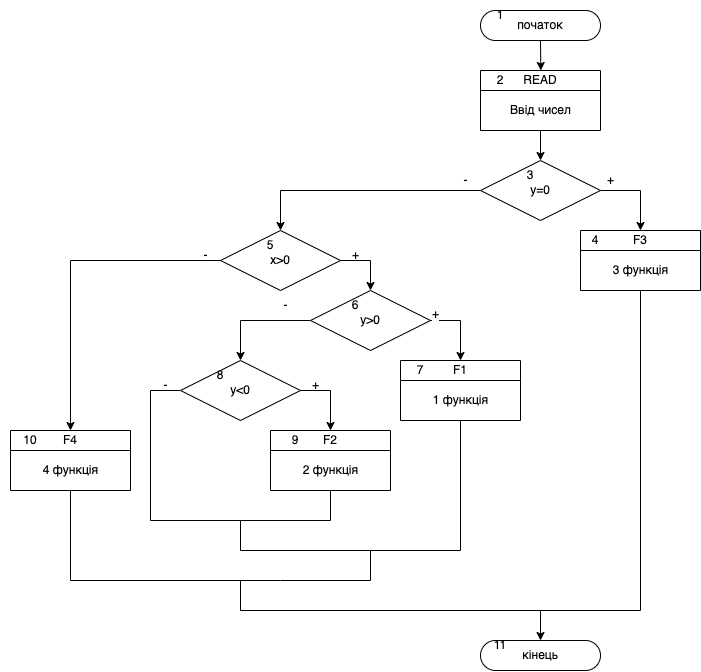 1 початок
2 READ
Ввід чисел
3
y=0
- +
4 F3
3 функція
5
x>0
- +
6
y>0
- +
7 F1
1 функція
8
y<0
- +
9 F2
2 функція
10 F4
4 функція
11 кінець